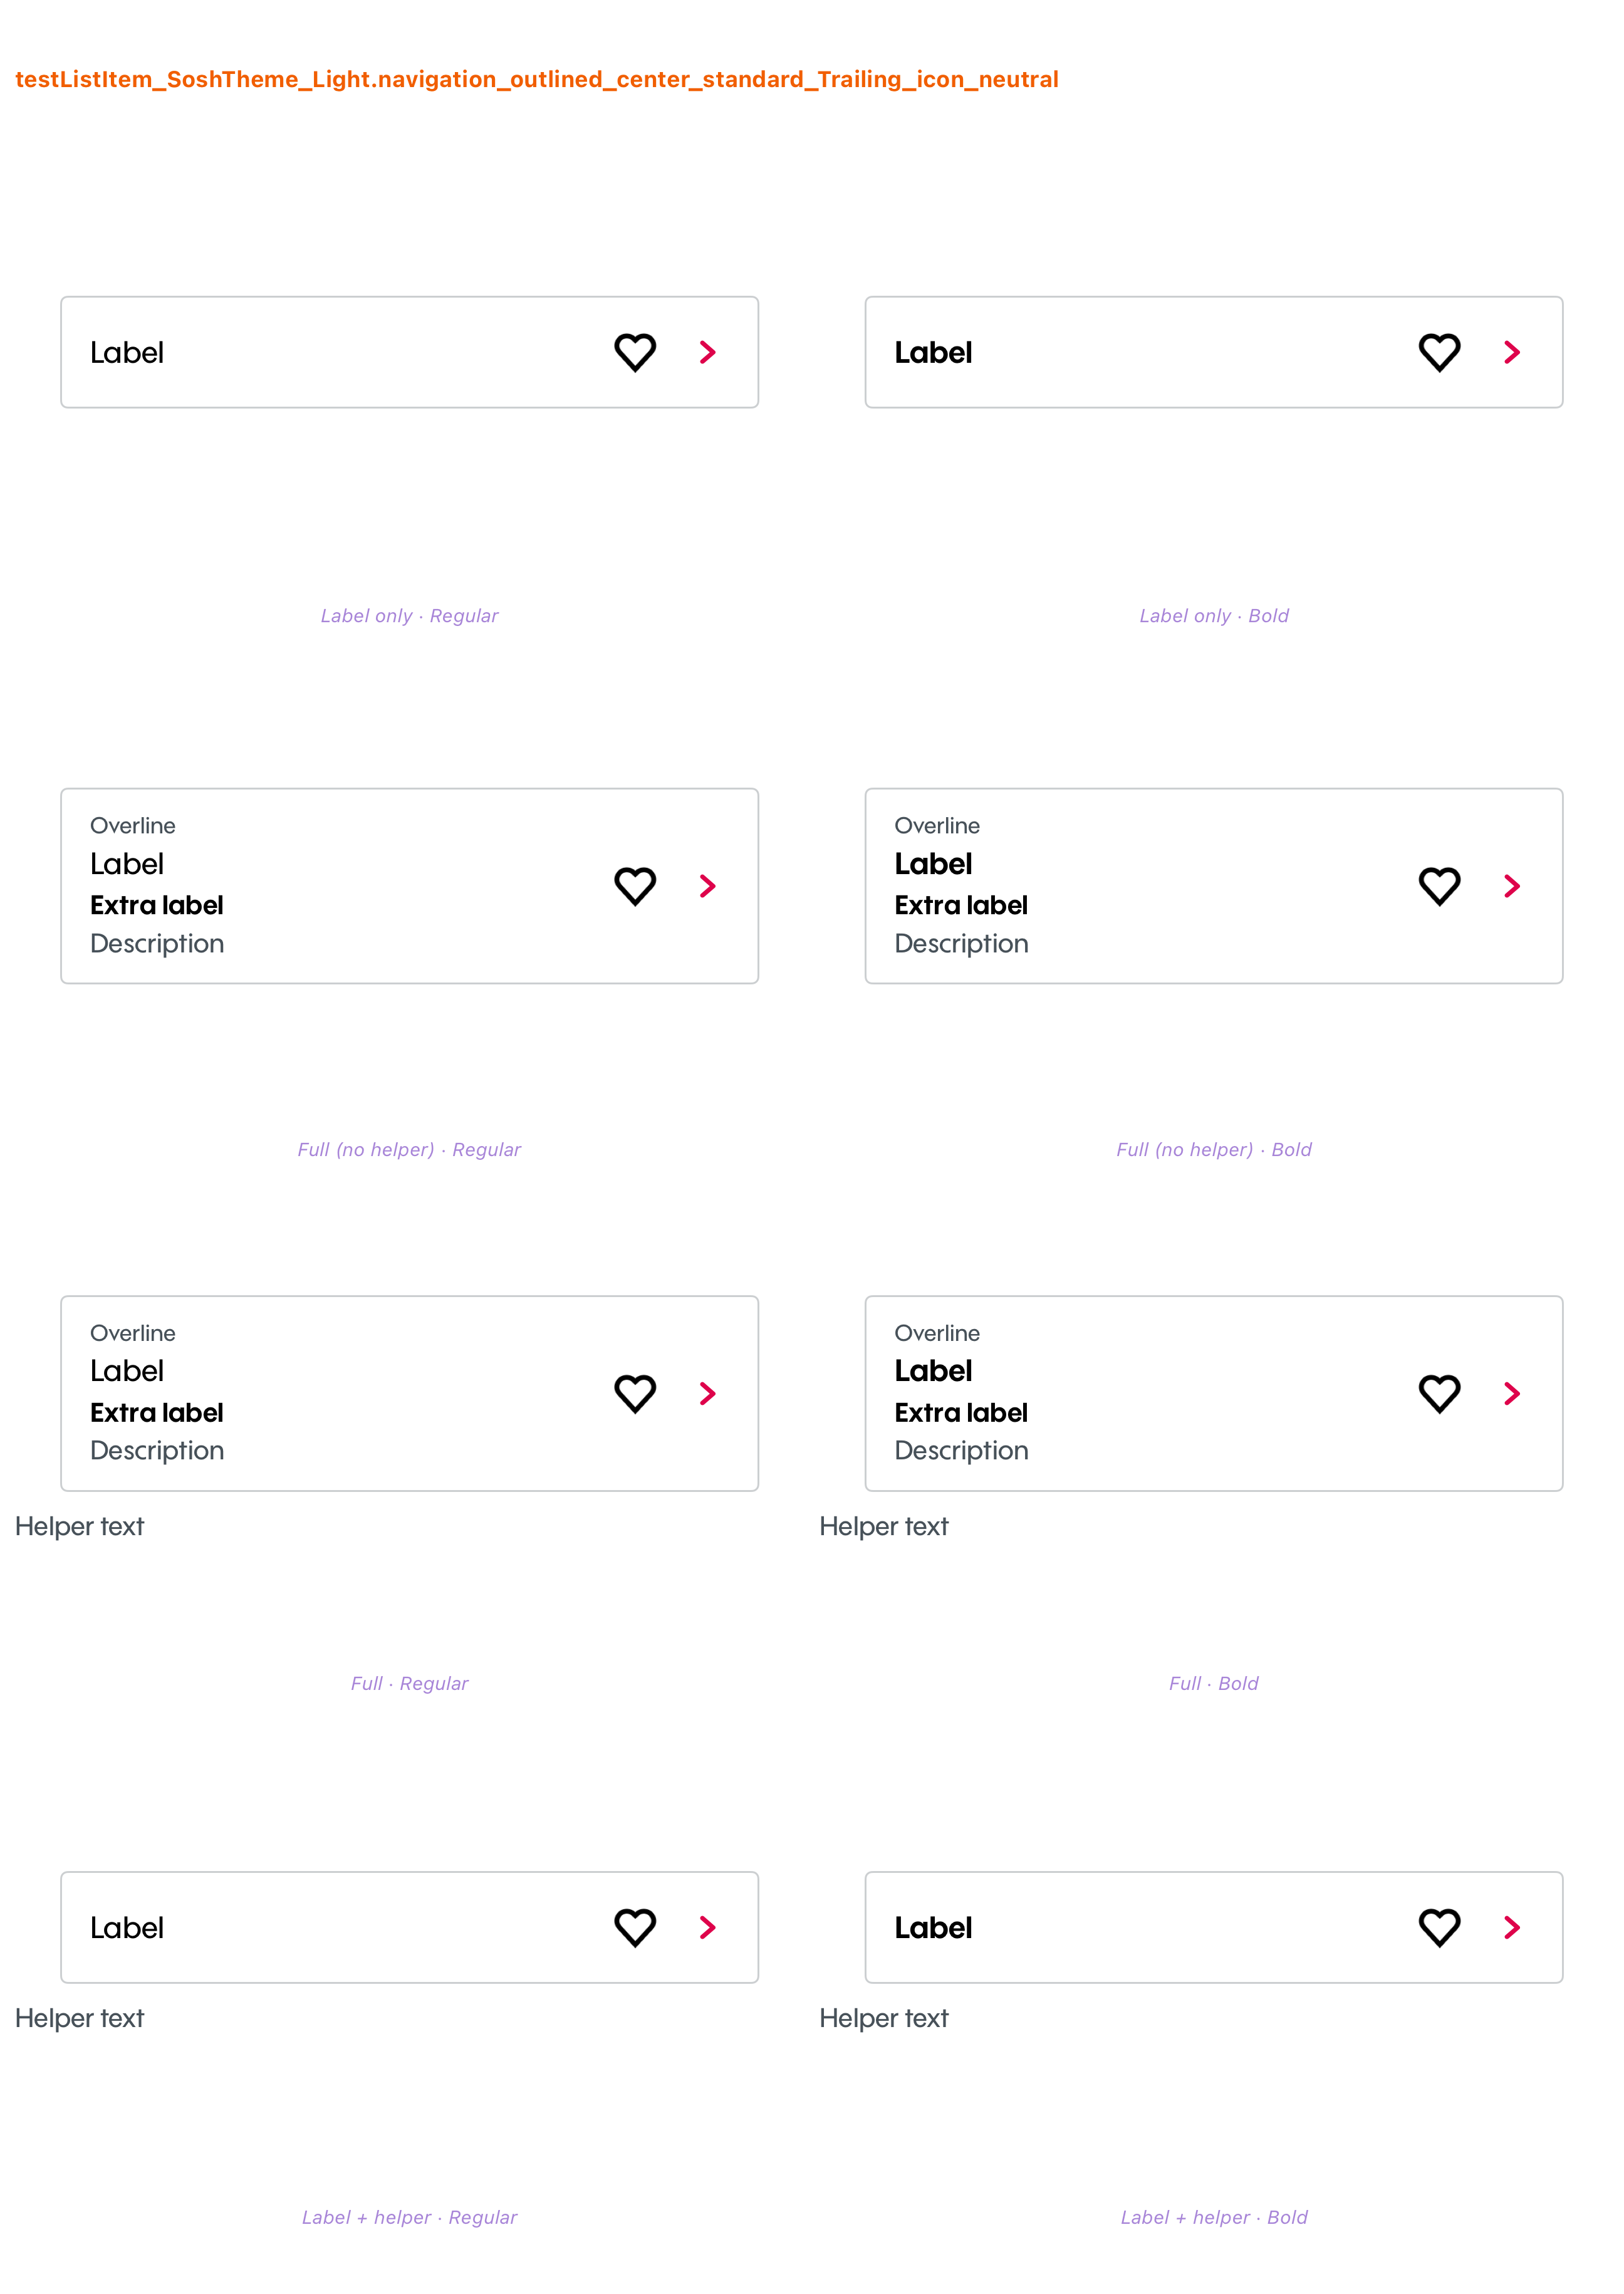 testListItem_SoshTheme_Light.navigation_outlined_center_standard_Trailing_icon_neutral
Label
Label
Label only · Regular
Label only · Bold
Overline
Label
Extra label
Description
Overline
Label
Extra label
Description
Full (no helper) · Regular
Full (no helper) · Bold
Overline
Label
Extra label
Description
Helper text
Overline
Label
Extra label
Description
Helper text
Full · Regular
Full · Bold
Label
Helper text
Label
Helper text
Label + helper · Regular
Label + helper · Bold